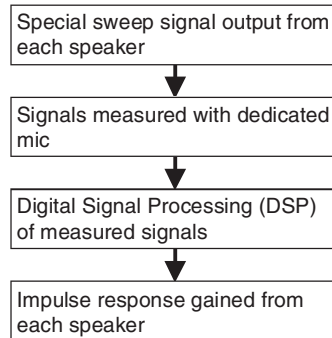 Special sweep signal output from
each speaker
Signals measured with dedicated
mic
Digital Signal Processing (DSP)
of measured signals
Impulse response gained from
each speaker